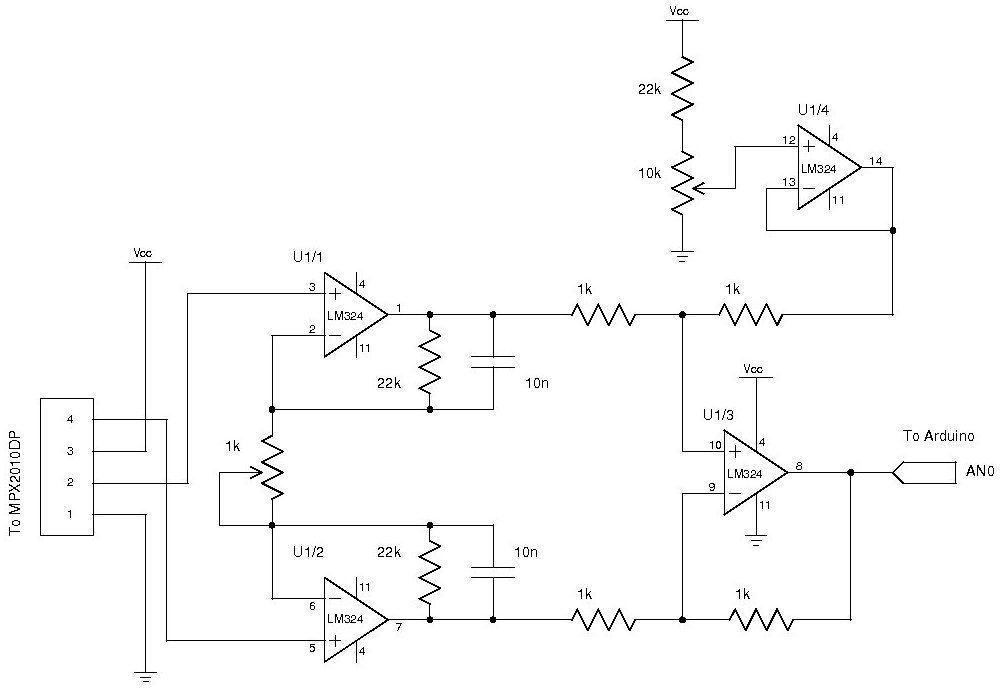 Vcc
22k
U1/4
12
4
+
14
10k
LM324
13
−
11
Vcc
U1/1
4
3
+
1k
1k
1
LM324
2
−
11
22k
10n
Vcc
U1/3
4
10
+
To Arduino
1k
LM324
8
AN0
9
−
11
To MPX2010DP
4
3
2
1
U1/2
22k
10n
11
6
−
1k
1k
LM324
7
+
5
4